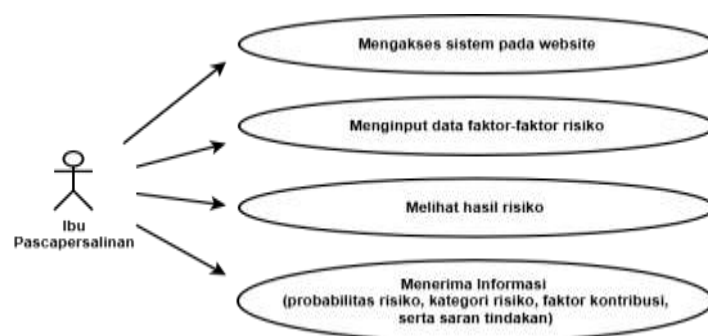 Mengakses sistem pada website
Menginput data faktor-faktor risiko
Melihat hasil risiko
Ibu
Pascapersalinan
Menerima Informasi
(probabilitas risiko, kategori risiko, faktor kontribusi,
serta saran tindakan)